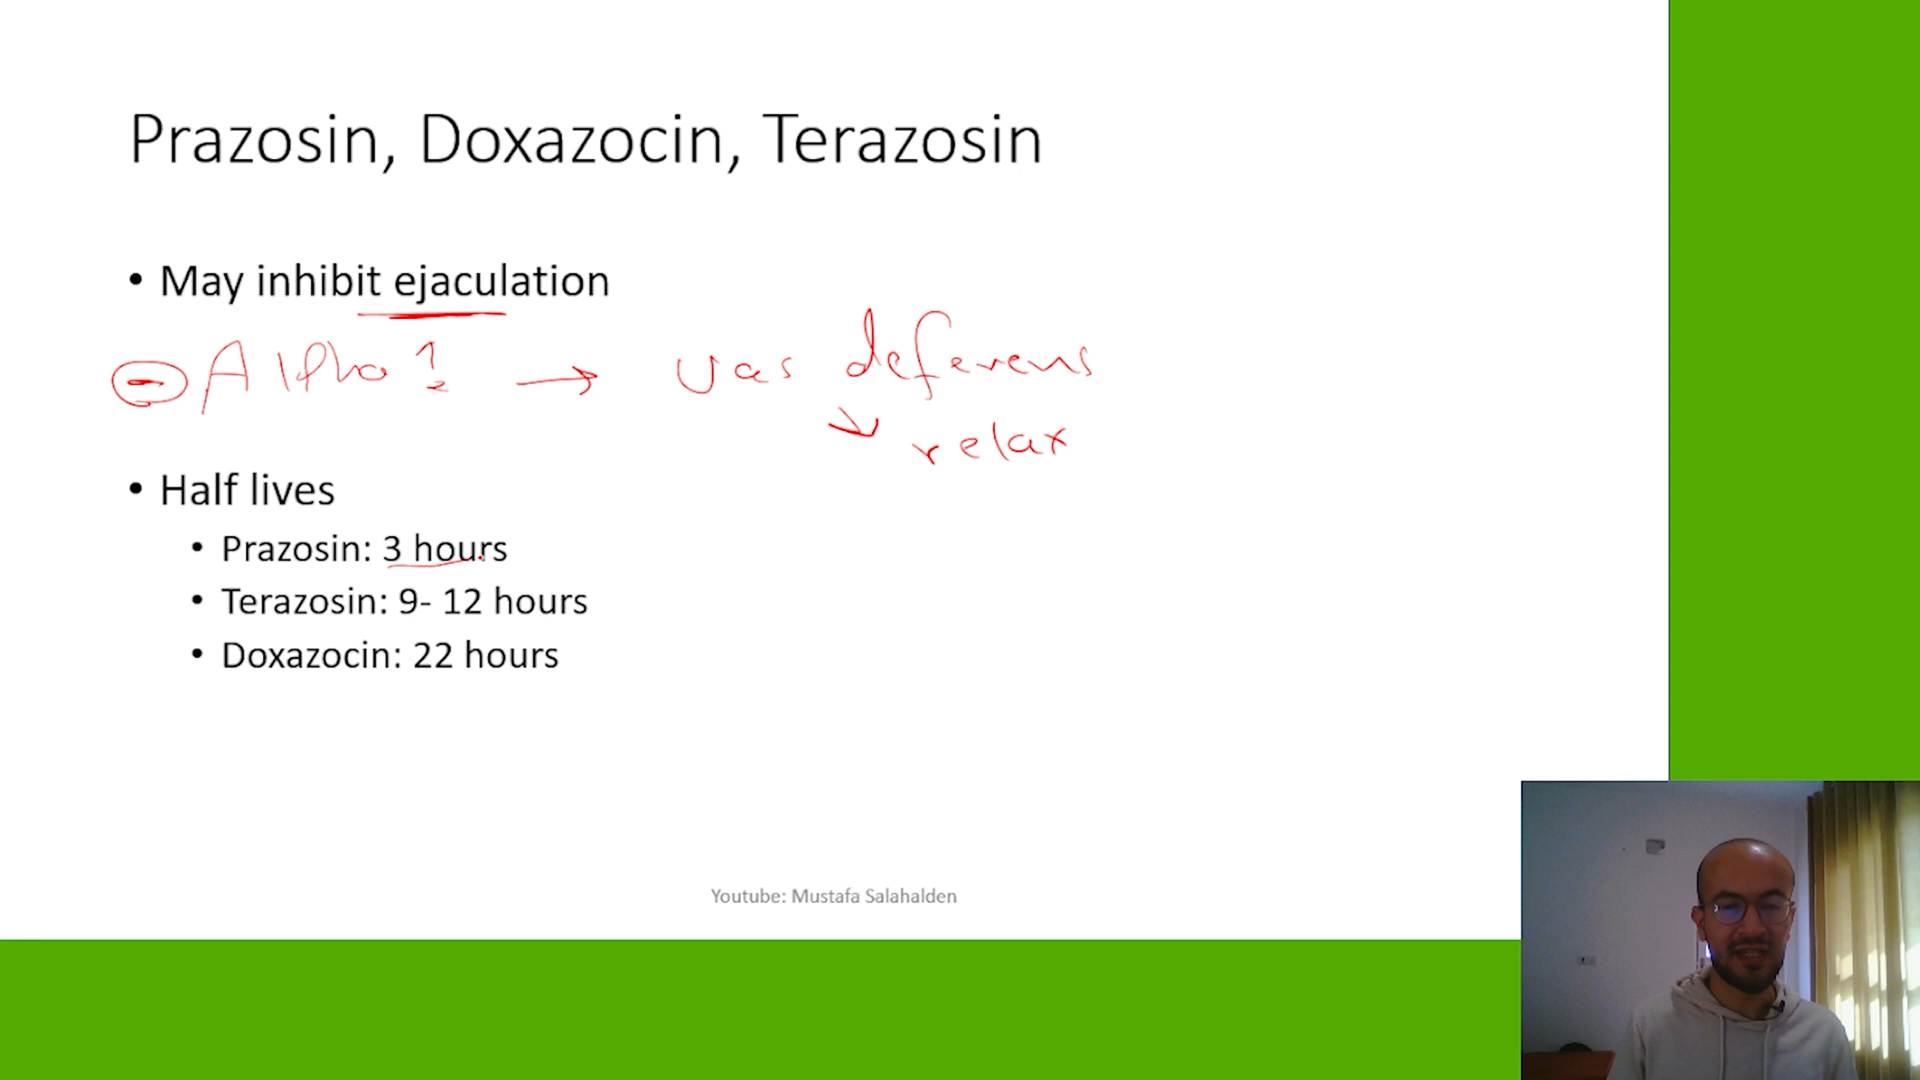 Prazosin, Doxazocin, Terazosin
• May inhibit ejaculation
Alpha 1 → vas deferens
relax
• Half lives
• Prazosin: 3 hours
• Terazosin: 9- 12 hours
• Doxazocin: 22 hours
Youtube: Mustafa Salahalden